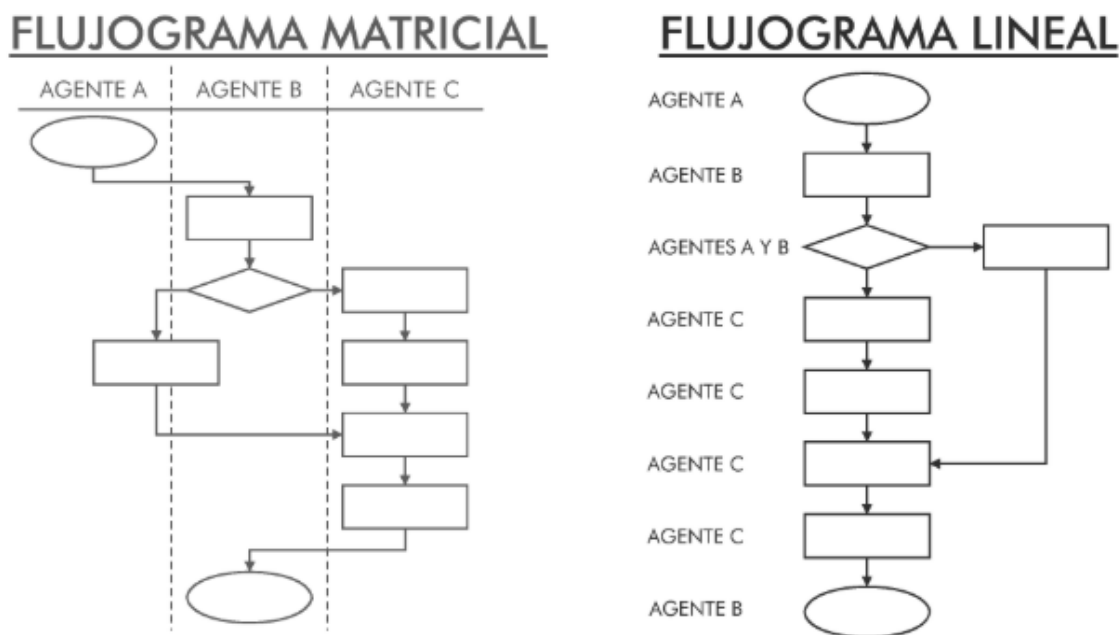 FLUJOGRAMA MATRICIAL
AGENTE A AGENTE B AGENTE C
FLUJOGRAMA LINEAL
AGENTE A
AGENTE B
AGENTES A Y B
AGENTE C
AGENTE C
AGENTE C
AGENTE C
AGENTE B